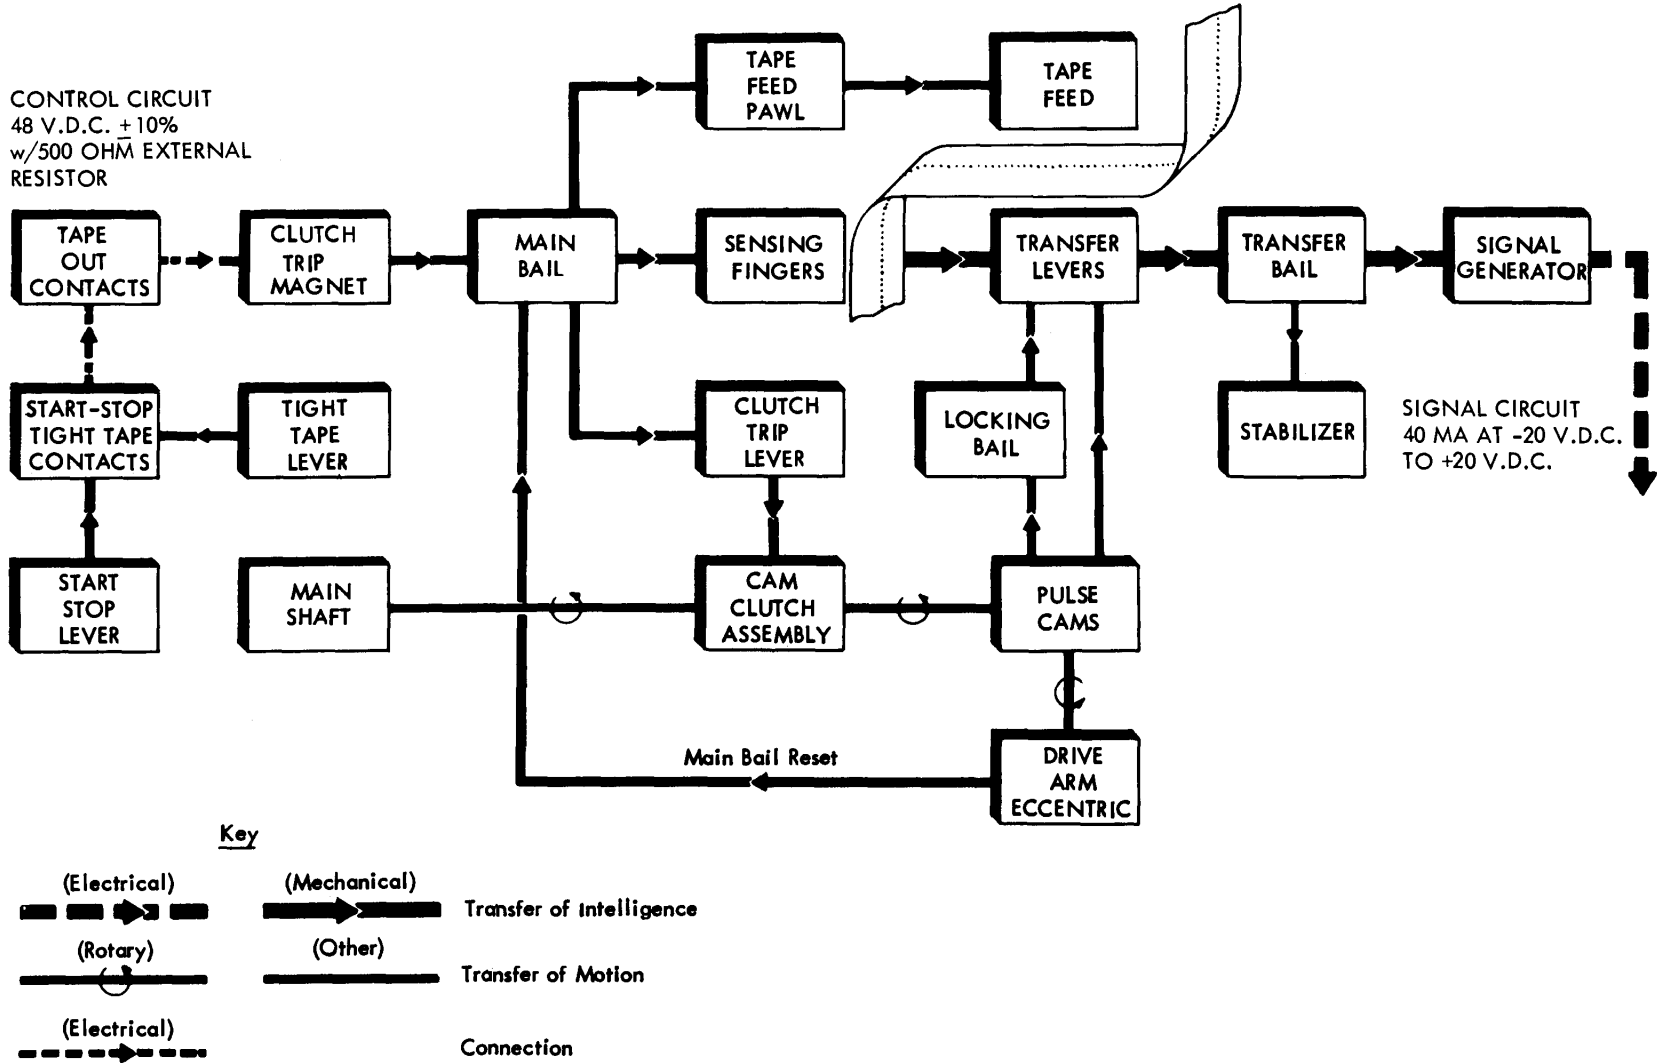 TAPE
FEED
PAWL
TAPE
FEED
CONTROL CIRCUIT
48 V.D.C. ±10%
w/500 OHM EXTERNAL
RESISTOR
TAPE
OUT
CONTACTS
CLUTCH
TRIP
MAGNET
MAIN
BAIL
SENSING
FINGERS
TRANSFER
LEVERS
TRANSFER
BAIL
SIGNAL
GENERATOR
START-STOP
TIGHT TAPE
CONTACTS
TIGHT
TAPE
LEVER
CLUTCH
TRIP
LEVER
LOCKING
BAIL
STABILIZER
SIGNAL CIRCUIT
40 MA AT -20 V.D.C.
TO +20 V.D.C.
START
STOP
LEVER
MAIN
SHAFT
CAM
CLUTCH
ASSEMBLY
PULSE
CAMS
Main Bail Reset
DRIVE
ARM
ECCENTRIC
Key
(Electrical)
(Mechanical)
Transfer of Intelligence
(Rotary)
(Other)
Transfer of Motion
(Electrical)
Connection